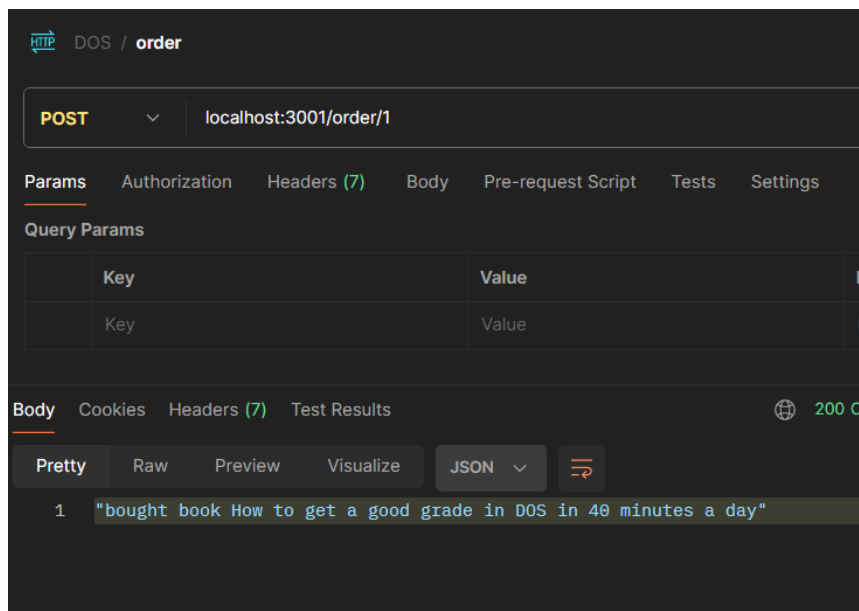 HTTP DOS / order
POST localhost:3001/order/1
Params Authorization Headers (7) Body Pre-request Script Tests Settings
Query Params
Key Value
Key Value
Body Cookies Headers (7) Test Results 200
Pretty Raw Preview Visualize JSON
1 "bought book How to get a good grade in DOS in 40 minutes a day"